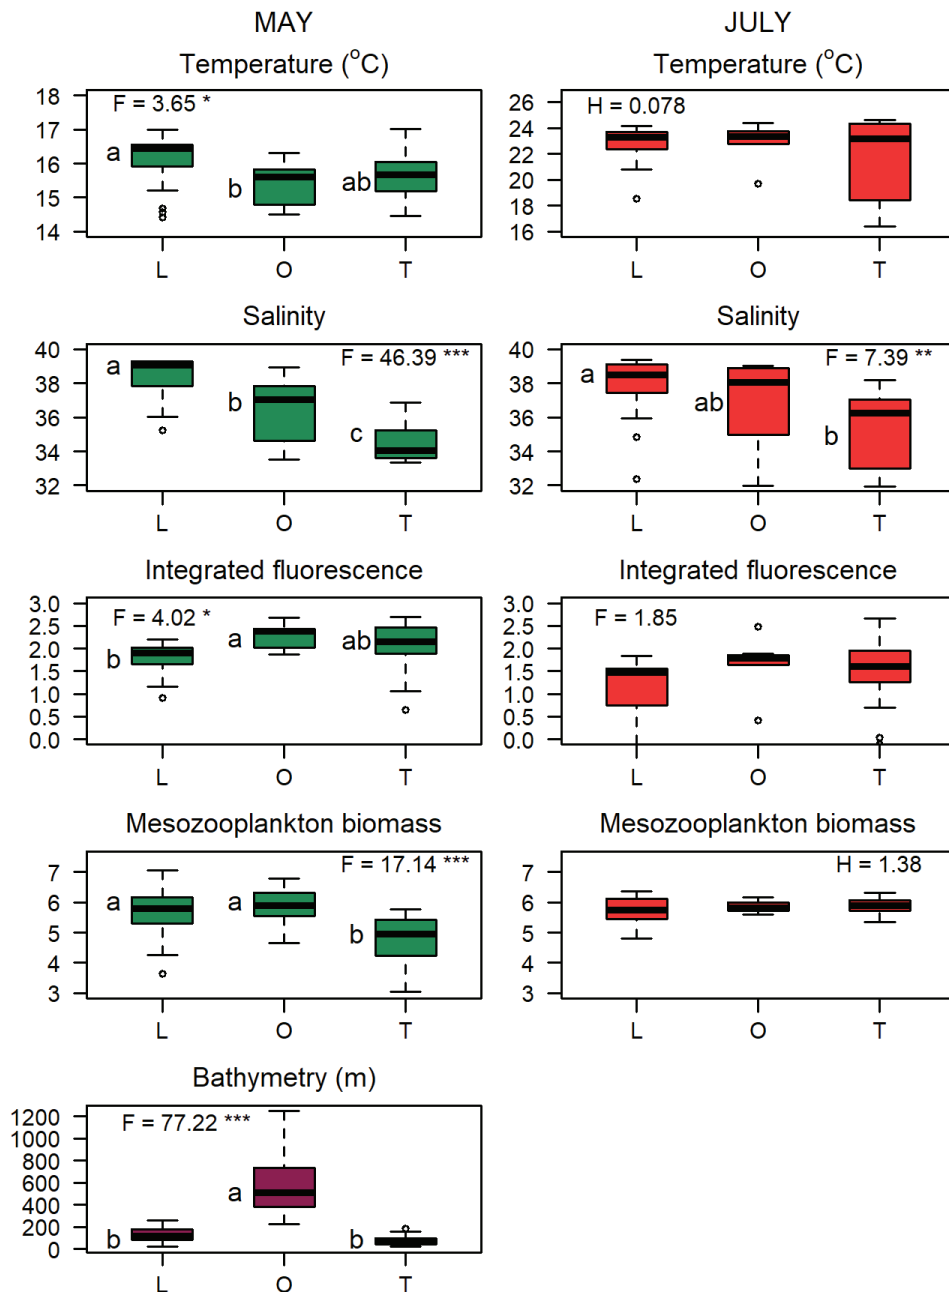 MAY
Temperature (°C)
18
17
16
15
14
F = 3.65 *
a
b
ab
L O T
JULY
Temperature (°C)
26
24
22
20
18
16
H = 0.078
L O T
Salinity
40
38
36
34
32
F = 46.39 ***
a
b
c
L O T
Salinity
40
38
36
34
32
F = 7.39 **
a
ab
b
L O T
Integrated fluorescence
3.0
2.5
2.0
1.5
1.0
0.5
0.0
F = 4.02 *
b
a
ab
L O T
Integrated fluorescence
3.0
2.5
2.0
1.5
1.0
0.5
0.0
F = 1.85
L O T
Mesozooplankton biomass
7
6
5
4
3
F = 17.14 ***
a
a
b
L O T
Mesozooplankton biomass
7
6
5
4
3
H = 1.38
L O T
Bathymetry (m)
1200
1000
800
600
400
200
0
F = 77.22 ***
b
a
b
L O T